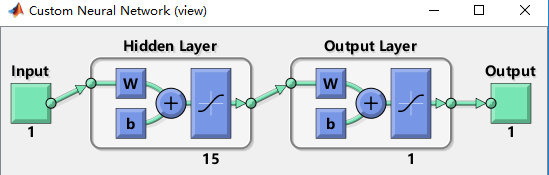 Custom Neural Network (view)
Hidden Layer
Output Layer
Input
Output
W
W
+
+
b
b
1
1
15
1